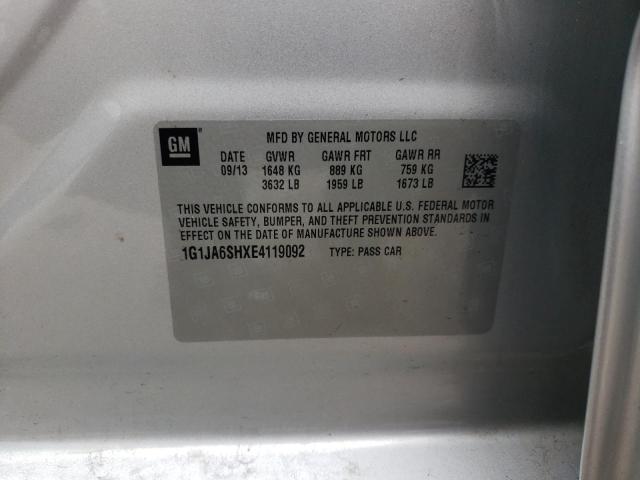 GM
MFD BY GENERAL MOTORS LLC
DATE GVWR GAWR FRT GAWR RR
09/13 1648 KG 889 KG 759 KG
3632 LB 1959 LB 1673 LB
THIS VEHICLE CONFORMS TO ALL APPLICABLE U.S. FEDERAL MOTOR
VEHICLE SAFETY, BUMPER, AND THEFT PREVENTION STANDARDS IN
EFFECT ON THE DATE OF MANUFACTURE SHOWN ABOVE.
1G1JA6SHXE4119092 TYPE: PASS CAR